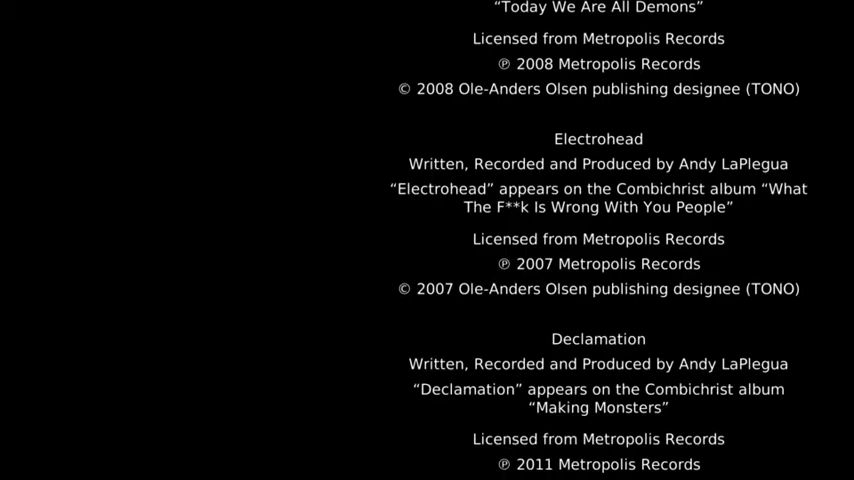 “Today We Are All Demons”
Licensed from Metropolis Records
℗ 2008 Metropolis Records
© 2008 Ole-Anders Olsen publishing designee (TONO)
Electrohead
Written, Recorded and Produced by Andy LaPlegua
“Electrohead” appears on the Combichrist album “What
The F**k Is Wrong With You People”
Licensed from Metropolis Records
℗ 2007 Metropolis Records
© 2007 Ole-Anders Olsen publishing designee (TONO)
Declamation
Written, Recorded and Produced by Andy LaPlegua
“Declamation” appears on the Combichrist album
“Making Monsters”
Licensed from Metropolis Records
℗ 2011 Metropolis Records